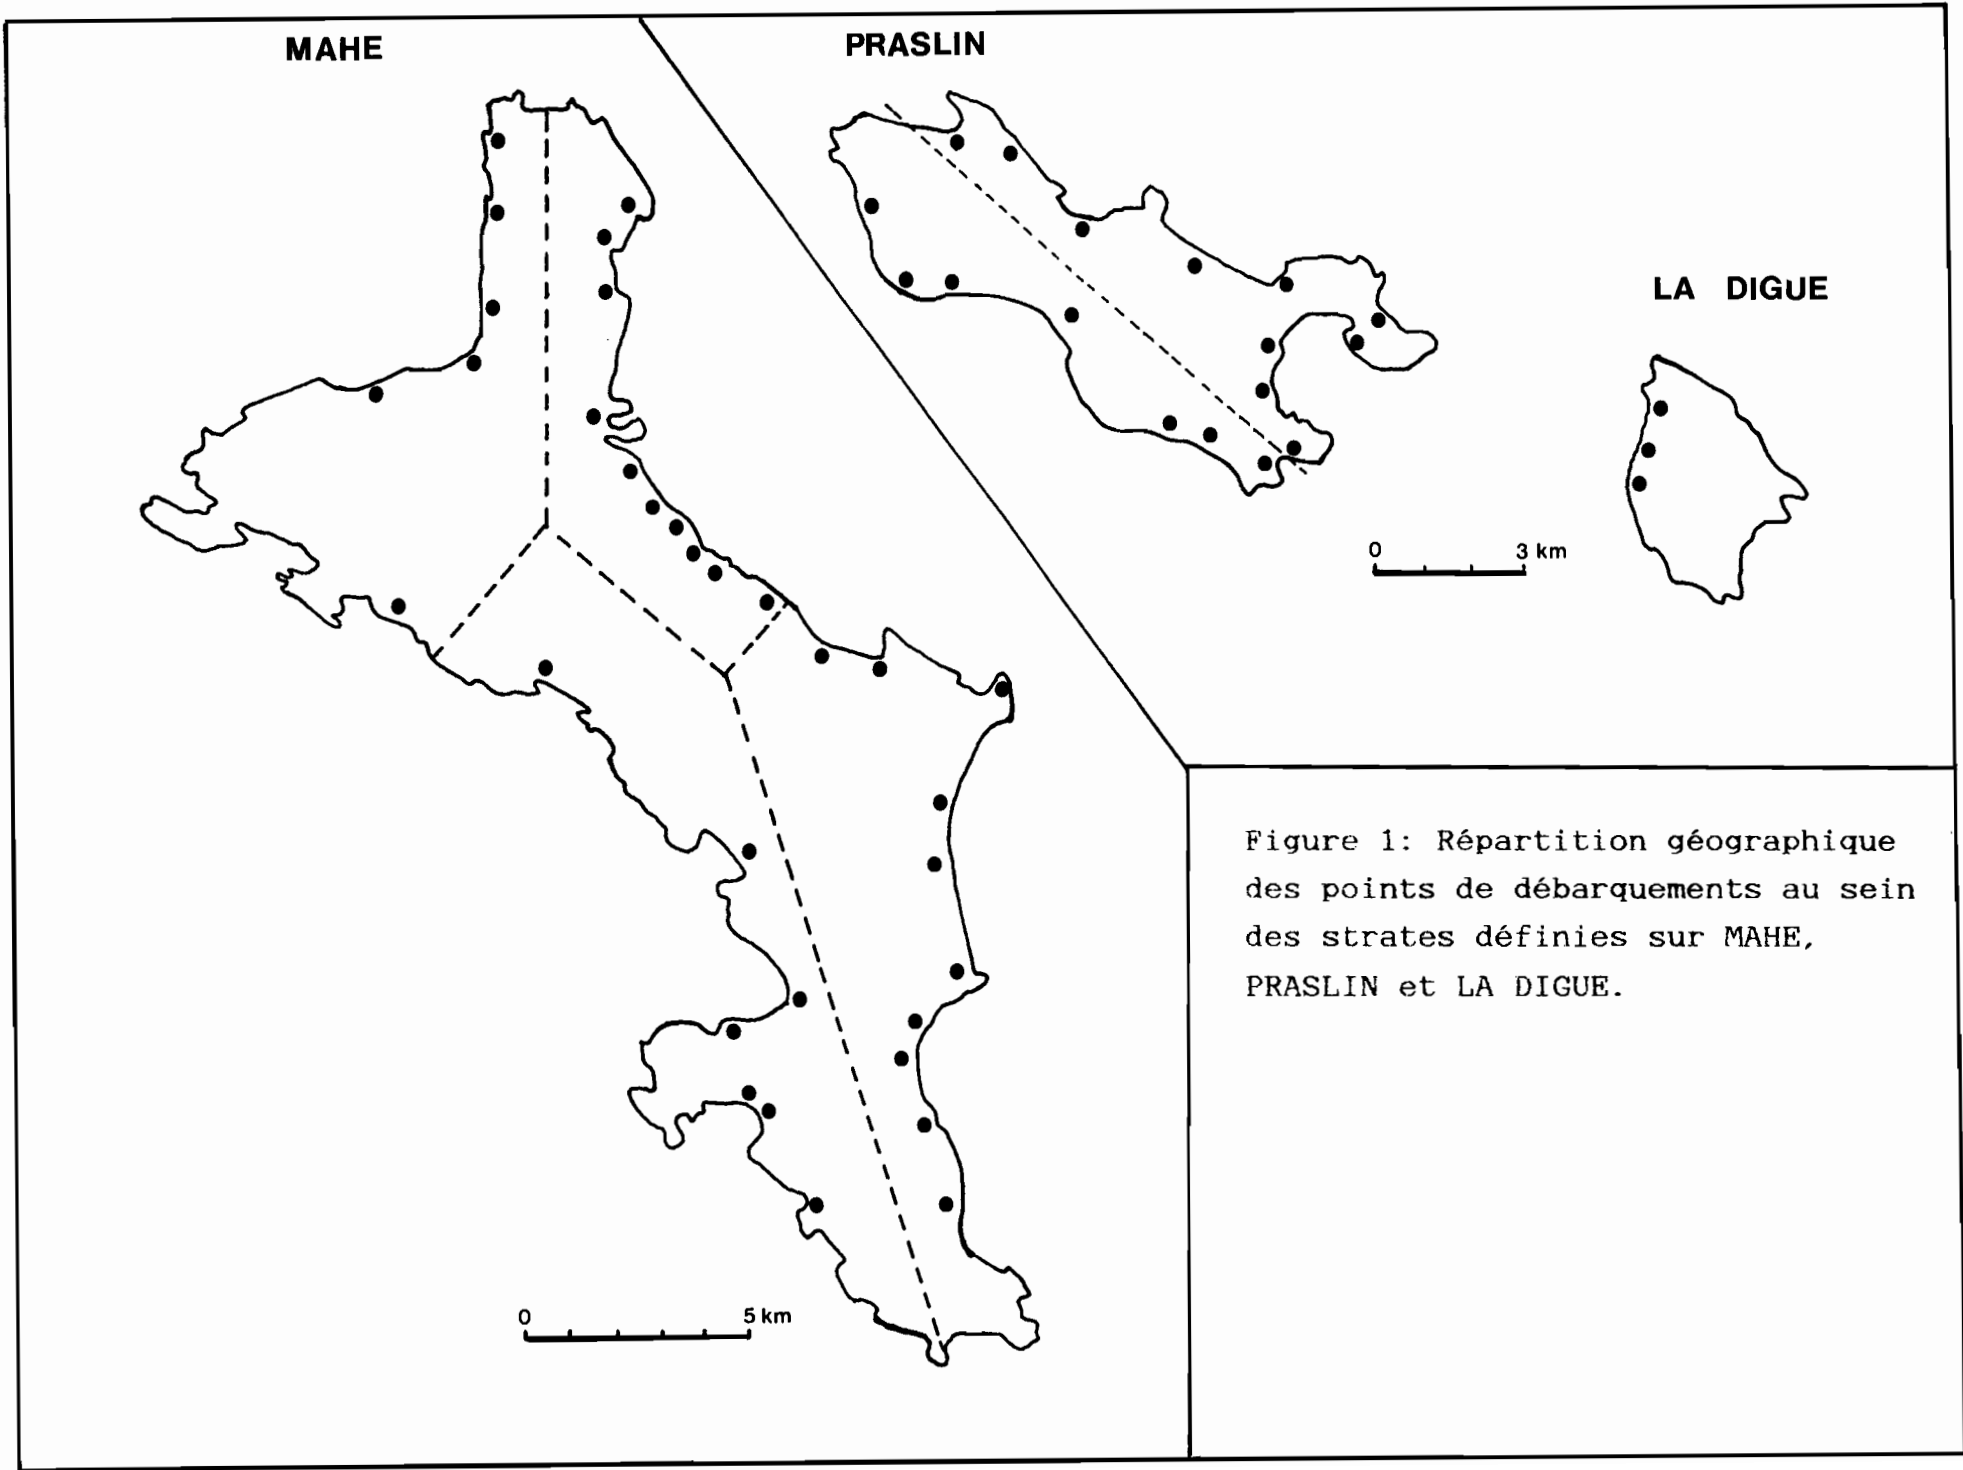 MAHE
PRASLIN
LA DIGUE
0 3 km
0 5 km
Figure 1: Répartition géographique
des points de débarquements au sein
des strates définies sur MAHE,
PRASLIN et LA DIGUE.